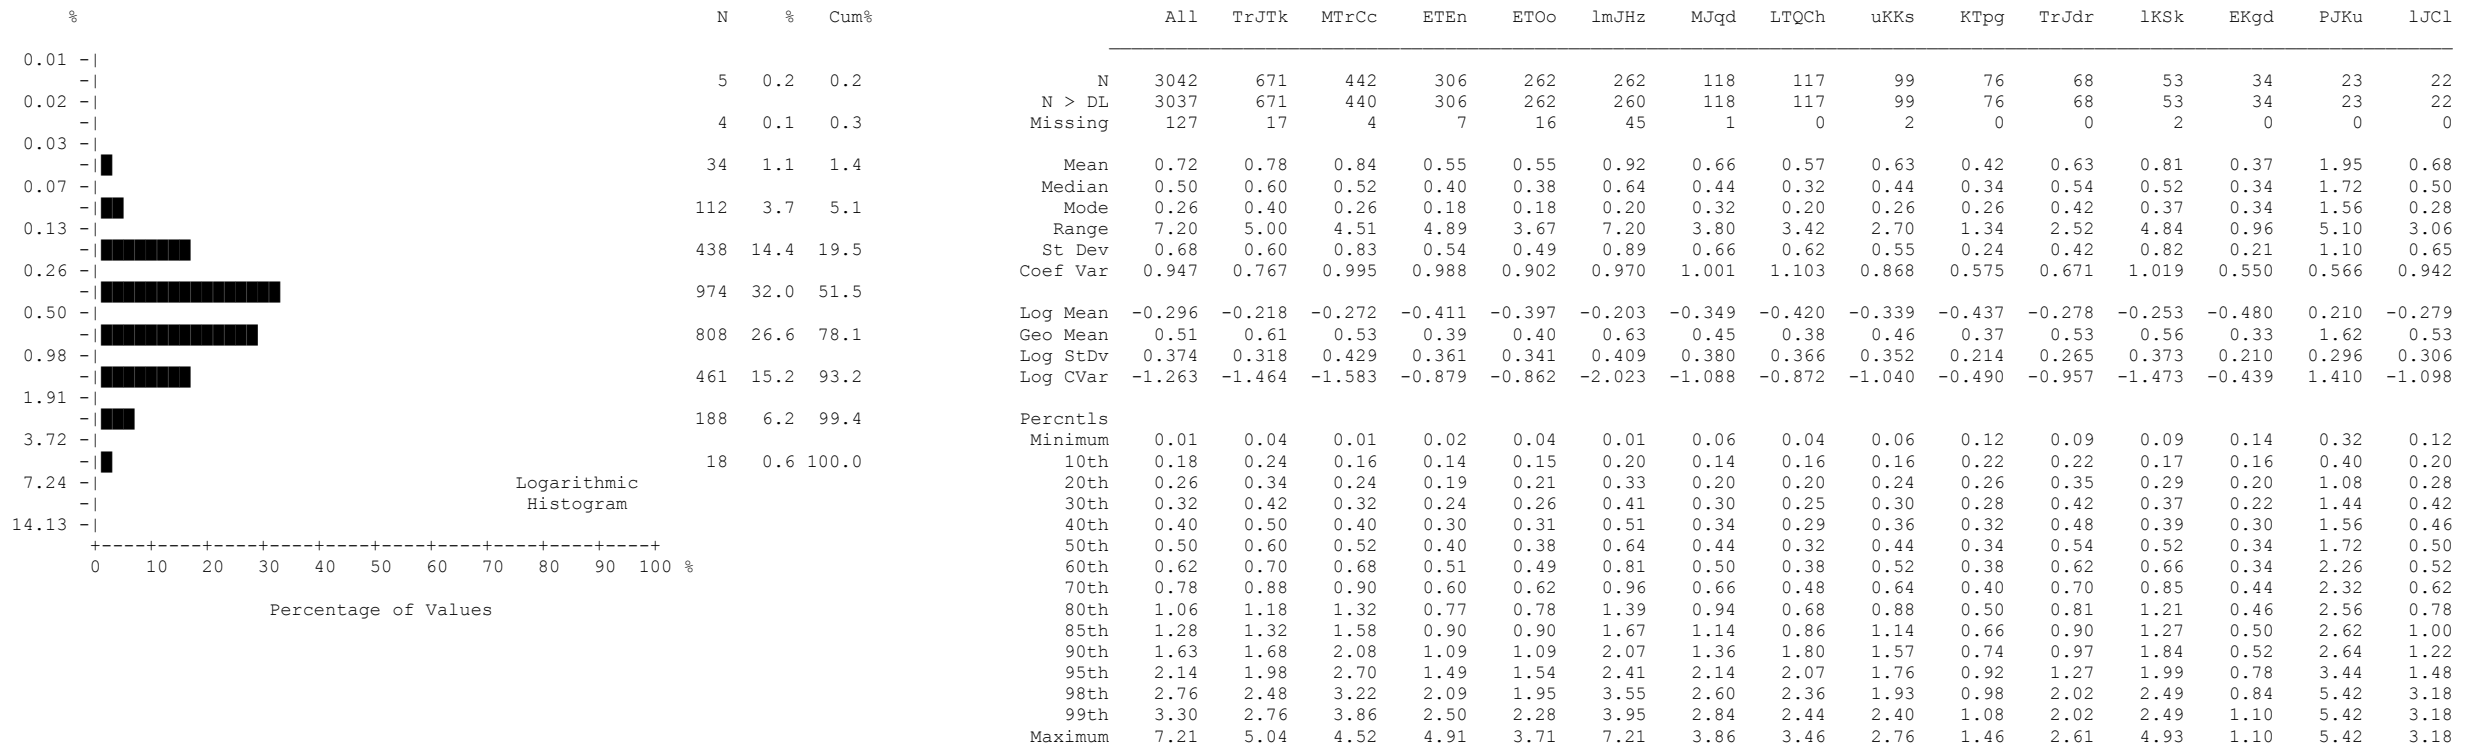 % N % Cum% All TrJTk MTrCc ETEn ETOo lmJHz MJqd LTQCh uKKs KTpg TrJdr lKSk EKgd PJKu lJCl
0.01 -|
-| 5 0.2 0.2 N 3042 671 442 306 262 262 118 117 99 76 68 53 34 23 22
0.02 -| N > DL 3037 671 440 306 262 260 118 117 99 76 68 53 34 23 22
-| 4 0.1 0.3 Missing 127 17 4 7 16 45 1 0 2 0 0 2 0 0 0
0.03 -|
-| 34 1.1 1.4 Mean 0.72 0.78 0.84 0.55 0.55 0.92 0.66 0.57 0.63 0.42 0.63 0.81 0.37 1.95 0.68
0.07 -| Median 0.50 0.60 0.52 0.40 0.38 0.64 0.44 0.32 0.44 0.34 0.54 0.52 0.34 1.72 0.50
-| 112 3.7 5.1 Mode 0.26 0.40 0.26 0.18 0.18 0.20 0.32 0.20 0.26 0.26 0.42 0.37 0.34 1.56 0.28
0.13 -| Range 7.20 5.00 4.51 4.89 3.67 7.20 3.80 3.42 2.70 1.34 2.52 4.84 0.96 5.10 3.06
-| 438 14.4 19.5 St Dev 0.68 0.60 0.83 0.54 0.49 0.89 0.66 0.62 0.55 0.24 0.42 0.82 0.21 1.10 0.65
0.26 -| Coef Var 0.947 0.767 0.995 0.988 0.902 0.970 1.001 1.103 0.868 0.575 0.671 1.019 0.550 0.566 0.942
-| 974 32.0 51.5
0.50 -| Log Mean -0.296 -0.218 -0.272 -0.411 -0.397 -0.203 -0.349 -0.420 -0.339 -0.437 -0.278 -0.253 -0.480 0.210 -0.279
-| 808 26.6 78.1 Geo Mean 0.51 0.61 0.53 0.39 0.40 0.63 0.45 0.38 0.46 0.37 0.53 0.56 0.33 1.62 0.53
0.98 -| Log StDv 0.374 0.318 0.429 0.361 0.341 0.409 0.380 0.366 0.352 0.214 0.265 0.373 0.210 0.296 0.306
-| 461 15.2 93.2 Log CVar -1.263 -1.464 -1.583 -0.879 -0.862 -2.023 -1.088 -0.872 -1.040 -0.490 -0.957 -1.473 -0.439 1.410 -1.098
1.91 -|
-| 188 6.2 99.4 Percntls
3.72 -| Minimum 0.01 0.04 0.01 0.02 0.04 0.01 0.06 0.04 0.06 0.12 0.09 0.09 0.14 0.32 0.12
-| 18 0.6 100.0 10th 0.18 0.24 0.16 0.14 0.15 0.20 0.14 0.16 0.16 0.22 0.22 0.17 0.16 0.40 0.20
7.24 -| Logarithmic 20th 0.26 0.34 0.24 0.19 0.21 0.33 0.20 0.20 0.24 0.26 0.35 0.29 0.20 1.08 0.28
-| Histogram 30th 0.32 0.42 0.32 0.24 0.26 0.41 0.30 0.25 0.30 0.28 0.42 0.37 0.22 1.44 0.42
14.13 -| 40th 0.40 0.50 0.40 0.30 0.31 0.51 0.34 0.29 0.36 0.32 0.48 0.39 0.30 1.56 0.46
+----+----+----+----+----+----+----+----+----+----+ 50th 0.50 0.60 0.52 0.40 0.38 0.64 0.44 0.32 0.44 0.34 0.54 0.52 0.34 1.72 0.50
0 10 20 30 40 50 60 70 80 90 100 % 60th 0.62 0.70 0.68 0.51 0.49 0.81 0.50 0.38 0.52 0.38 0.62 0.66 0.34 2.26 0.52
70th 0.78 0.88 0.90 0.60 0.62 0.96 0.66 0.48 0.64 0.40 0.70 0.85 0.44 2.32 0.62
Percentage of Values 80th 1.06 1.18 1.32 0.77 0.78 1.39 0.94 0.68 0.88 0.50 0.81 1.21 0.46 2.56 0.78
85th 1.28 1.32 1.58 0.90 0.90 1.67 1.14 0.86 1.14 0.66 0.90 1.27 0.50 2.62 1.00
90th 1.63 1.68 2.08 1.09 1.09 2.07 1.36 1.80 1.57 0.74 0.97 1.84 0.52 2.64 1.22
95th 2.14 1.98 2.70 1.49 1.54 2.41 2.14 2.07 1.76 0.92 1.27 1.99 0.78 3.44 1.48
98th 2.76 2.48 3.22 2.09 1.95 3.55 2.60 2.36 1.93 0.98 2.02 2.49 0.84 5.42 3.18
99th 3.30 2.76 3.86 2.50 2.28 3.95 2.84 2.44 2.40 1.08 2.02 2.49 1.10 5.42 3.18
Maximum 7.21 5.04 4.52 4.91 3.71 7.21 3.86 3.46 2.76 1.46 2.61 4.93 1.10 5.42 3.18